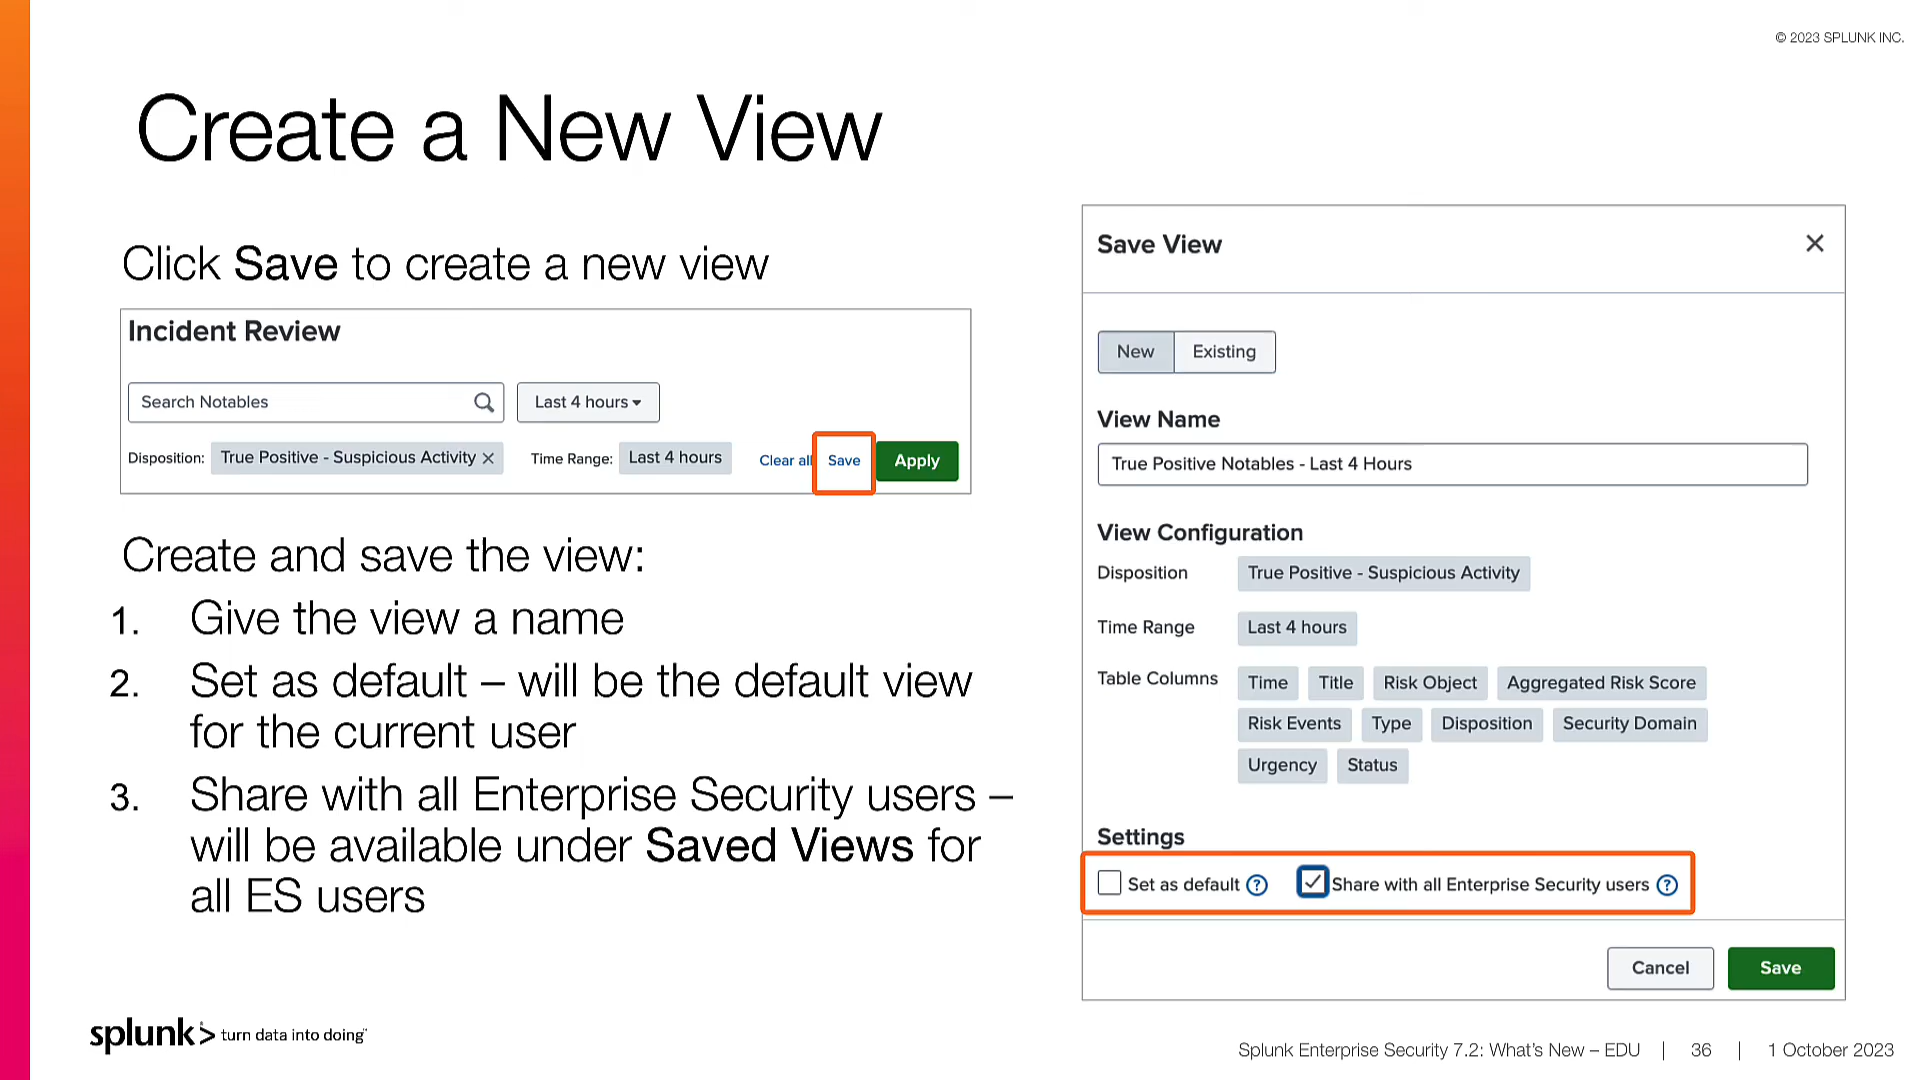 © 2023 SPLUNK INC.
Create a New View
Click Save to create a new view
Incident Review
Search Notables
Last 4 hours
Disposition: True Positive - Suspicious Activity Time Range: Last 4 hours Clear all Save Apply
Create and save the view:
1. Give the view a name
2. Set as default – will be the default view
for the current user
3. Share with all Enterprise Security users –
will be available under Saved Views for
all ES users
Save View
New Existing
View Name
True Positive Notables - Last 4 Hours
View Configuration
Disposition True Positive - Suspicious Activity
Time Range Last 4 hours
Table Columns Time Title Risk Object Aggregated Risk Score
Risk Events Type Disposition Security Domain
Urgency Status
Settings
Set as default ? Share with all Enterprise Security users ?
Cancel Save
splunk> turn data into doing™
Splunk Enterprise Security 7.2: What's New – EDU | 36 | 1 October 2023